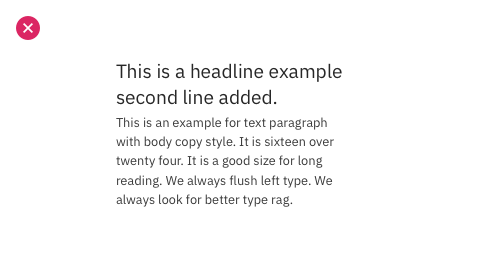 This is a headline example
second line added.
This is an example for text paragraph
with body copy style. It is sixteen over
twenty four. It is a good size for long
reading. We always flush left type. We
always look for better type rag.